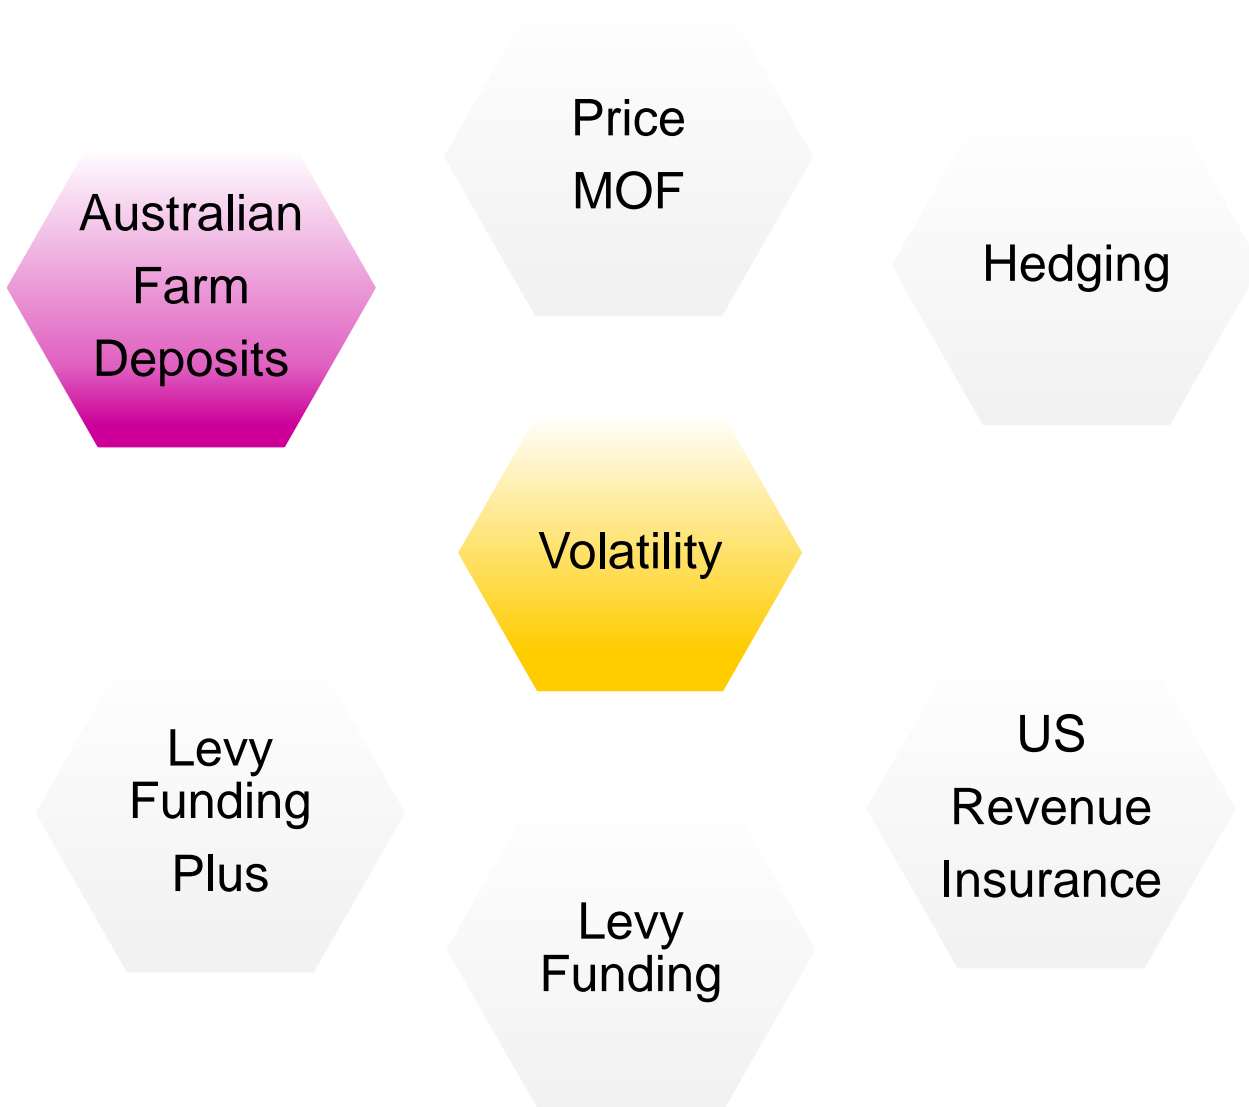 Price
MOF
Australian
Farm
Deposits
Hedging
Volatility
Levy
Funding
Plus
US
Revenue
Insurance
Levy
Funding